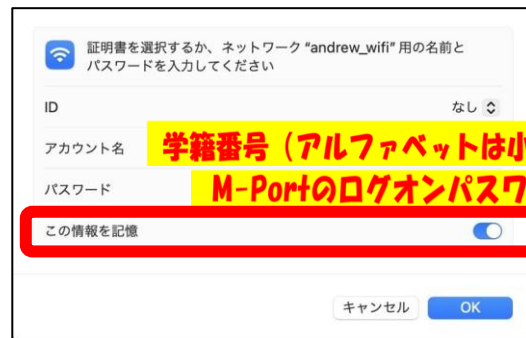 証明書を選択するか、ネットワーク “andrew_wifi” 用の名前と
パスワードを入力してください
ID なし
アカウント名 学籍番号（アルファベットは小
パスワード M-Portのログオンパスワ
この情報を記憶
キャンセル OK